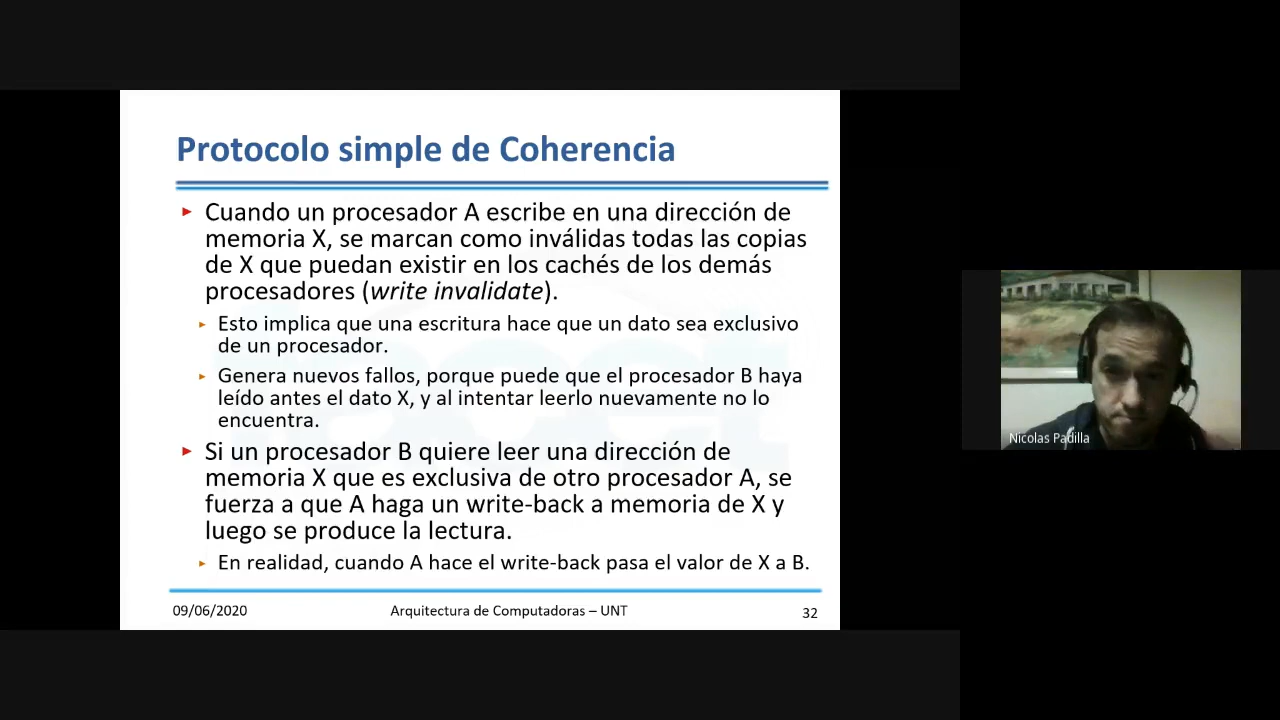 Protocolo simple de Coherencia
Cuando un procesador A escribe en una dirección de
memoria X, se marcan como inválidas todas las copias
de X que puedan existir en los cachés de los demás
procesadores (write invalidate).
Esto implica que una escritura hace que un dato sea exclusivo
de un procesador.
Genera nuevos fallos, porque puede que el procesador B haya
leído antes el dato X, y al intentar leerlo nuevamente no lo
encuentra.
Si un procesador B quiere leer una dirección de
memoria X que es exclusiva de otro procesador A, se
fuerza a que A haga un write-back a memoria de X y
luego se produce la lectura.
En realidad, cuando A hace el write-back pasa el valor de X a B.
09/06/2020 Arquitectura de Computadoras – UNT 32
Nicolas Padilla